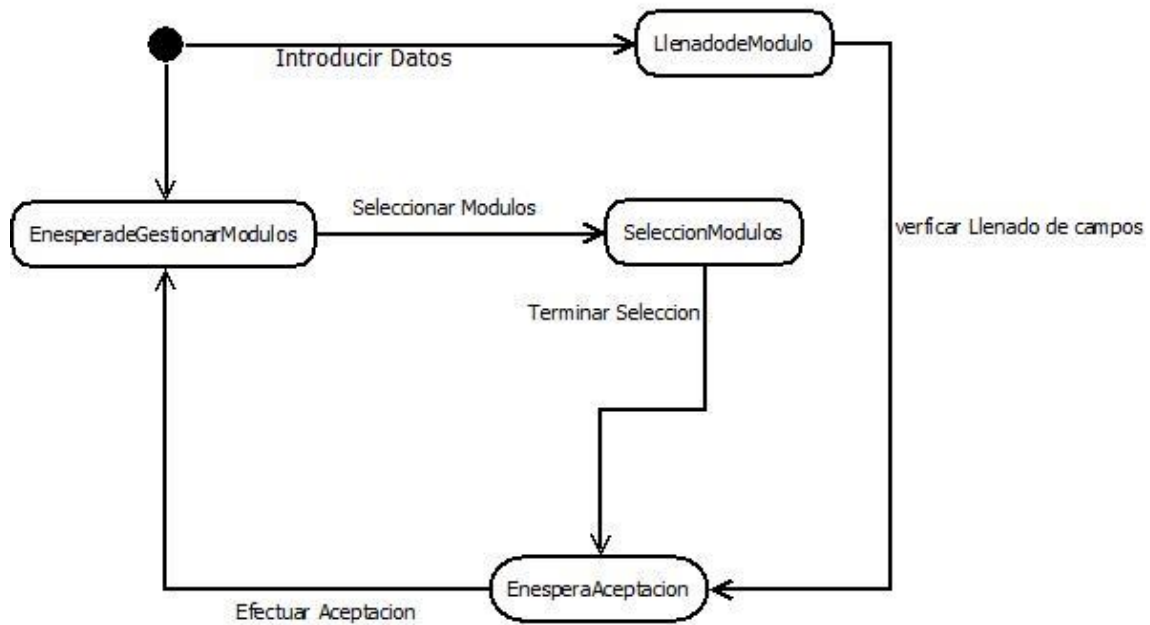 LlenadodeModulo
Introducir Datos
Seleccionar Modulos
EnesperadeGestionarModulos
SeleccionModulos
verficar Llenado de campos
Terminar Seleccion
EnesperaAceptacion
Efectuar Aceptacion